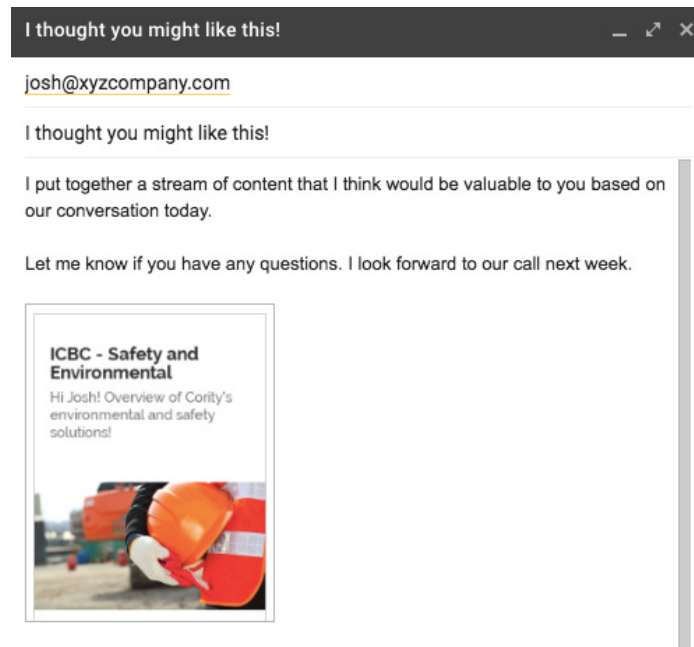 I thought you might like this!
josh@xyzcompany.com
I thought you might like this!
I put together a stream of content that I think would be valuable to you based on
our conversation today.
Let me know if you have any questions. I look forward to our call next week.
ICBC - Safety and
Environmental
Hi Josh! Overview of Cority's
environmental and safety
solutions!